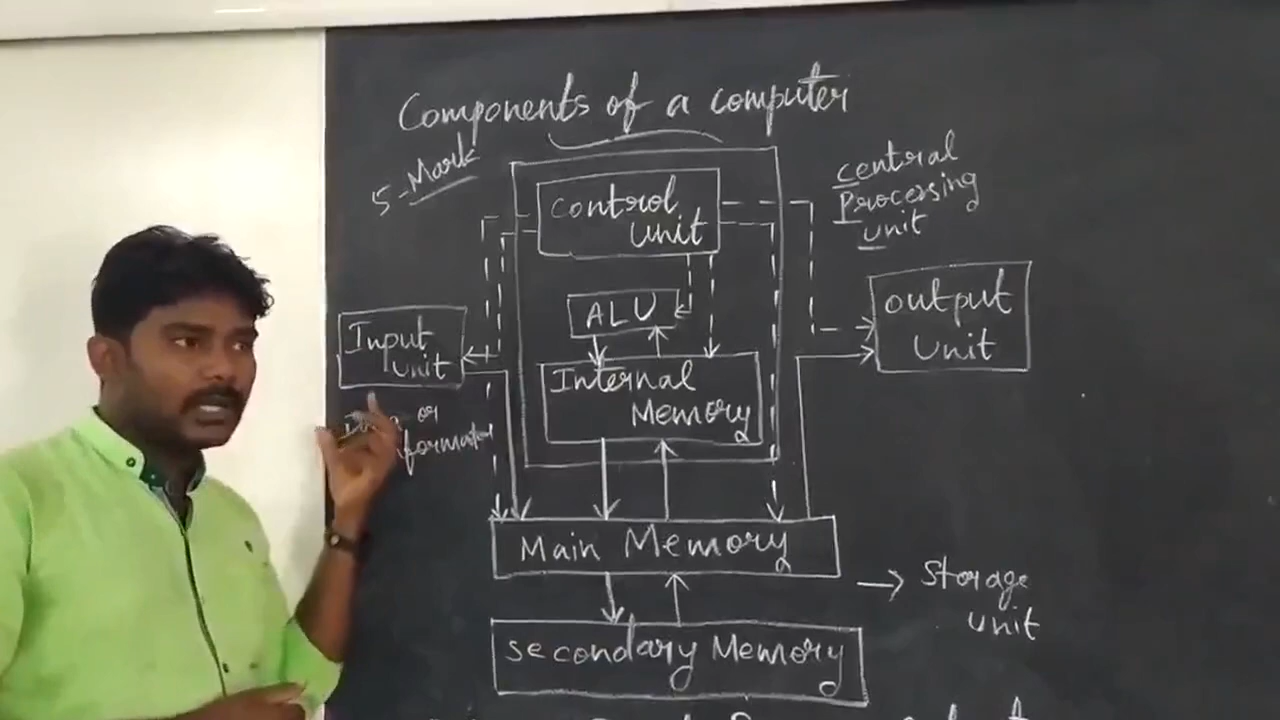 Components of a computer
5-Mark
Control
unit
central
Processing
unit
ALU
Input
unit
output
Unit
Internal
Memory
or
Main Memory
Storage
unit
secondary Memory